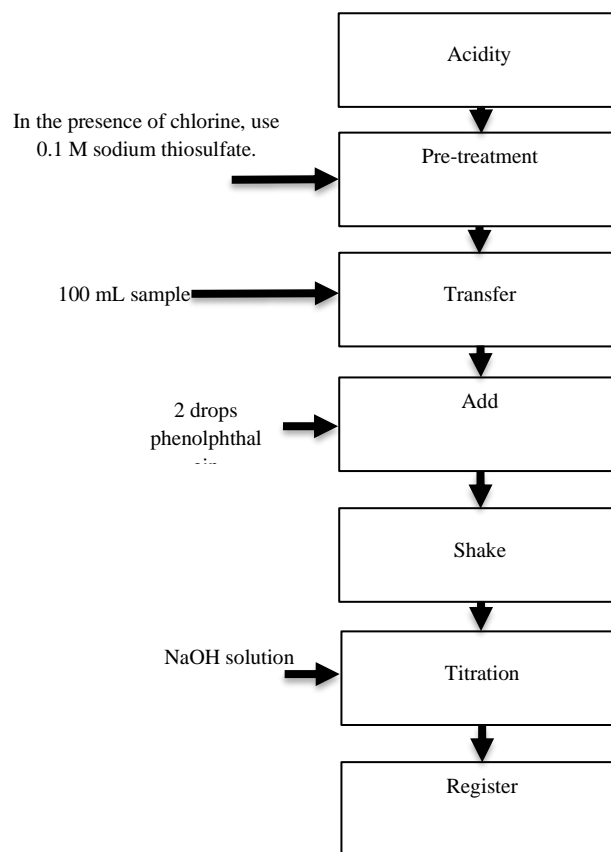 Acidity
In the presence of chlorine, use
0.1 M sodium thiosulfate.
Pre-treatment
100 mL sample
Transfer
2 drops
phenolphthal
Add
Shake
NaOH solution
Titration
Register